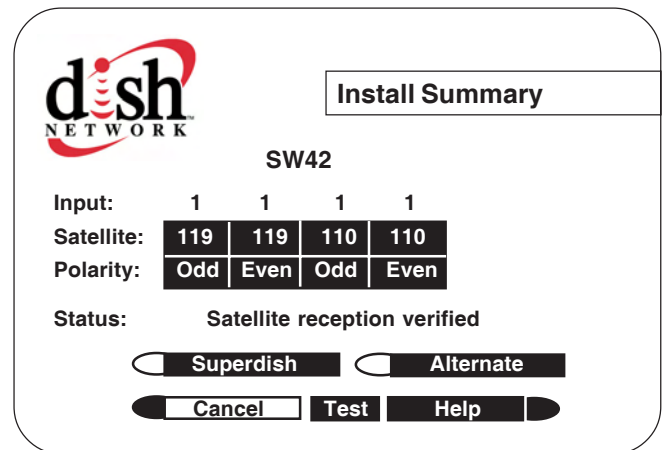 dish
NETWORK
Install Summary
SW42
Input: 1 1 1 1
Satellite: 119 119 110 110
Polarity: Odd Even Odd Even
Status: Satellite reception verified
Superdish Alternate
Cancel Test Help